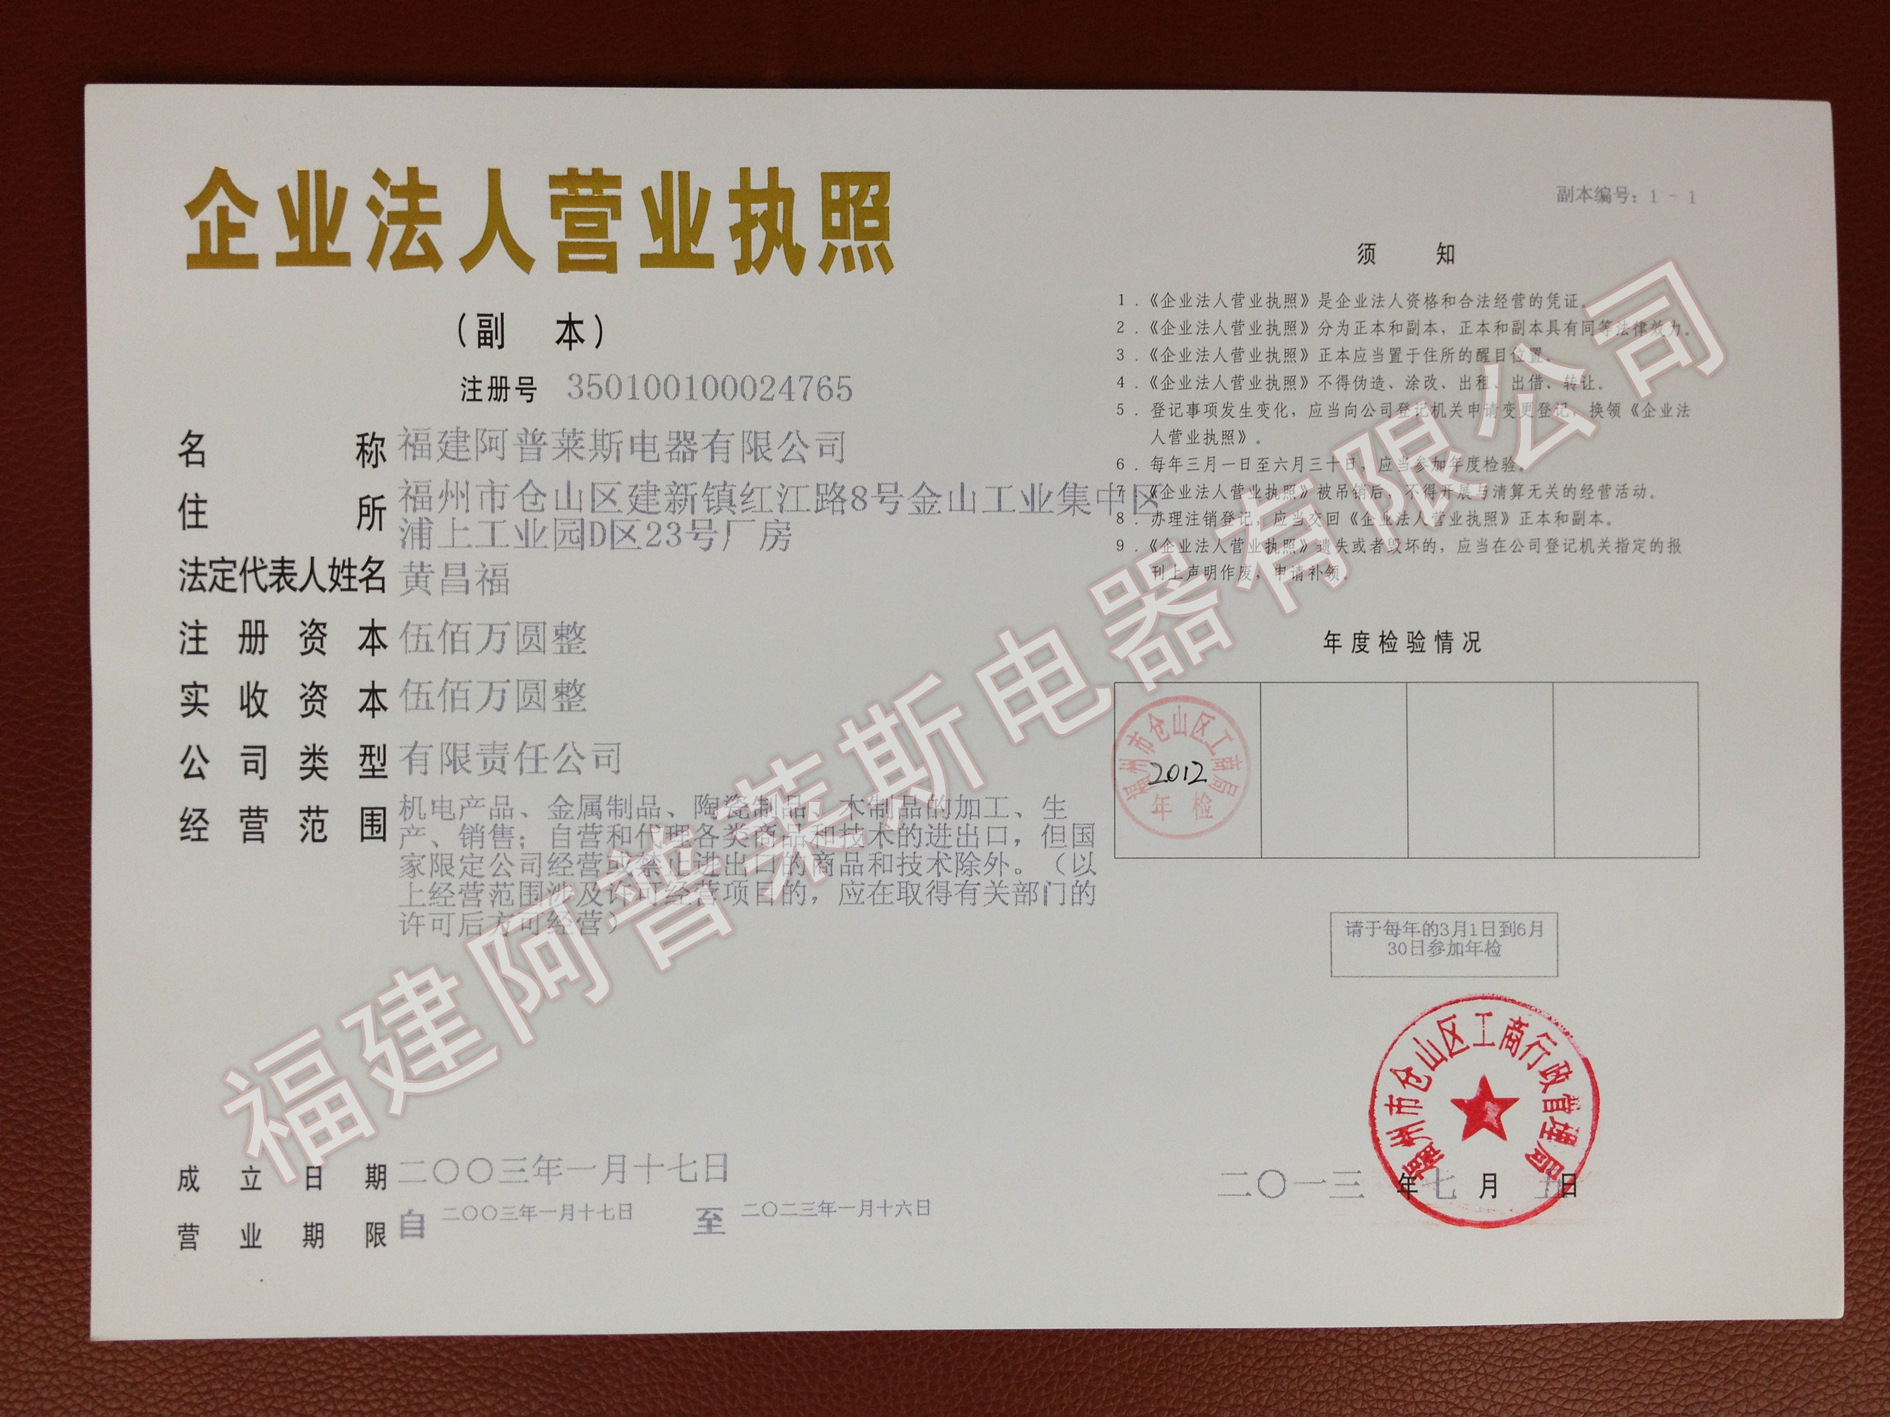 企业法人营业执照
（副 本）
注册号 350100100024765
名称 福建阿普莱斯电器有限公司
住所 福州市仓山区建新镇红江路8号金山工业集中区
浦上工业园D区23号厂房
法定代表人姓名 黄昌福
注册资本 伍佰万圆整
实收资本 伍佰万圆整
公司类型 有限责任公司
经营范围 机电产品、金属制品、陶瓷制品、木制品的加工、生
产、销售；自营和代理各类商品和技术的进出口，但国
家限定公司经营或禁止进出口的商品和技术除外。（以
上经营范围涉及许可经营项目的，应在取得有关部门的
许可后方可经营）
成立日期 二〇〇三年一月十七日
营业期限 自 二〇〇三年一月十七日 至 二〇二三年一月十六日
副本编号：1 - 1
须 知
1．《企业法人营业执照》是企业法人资格和合法经营的凭证。
2．《企业法人营业执照》分为正本和副本，正本和副本具有同等法律效力。
3．《企业法人营业执照》正本应当置于住所的醒目位置。
4．《企业法人营业执照》不得伪造、涂改、出租、出借、转让。
5．登记事项发生变化，应当向公司登记机关申请变更登记，换领《企业法
人营业执照》。
6．每年三月一日至六月三十日，应当参加年度检验。
7．《企业法人营业执照》被吊销后，不得开展与清算无关的经营活动。
8．办理注销登记，应当交回《企业法人营业执照》正本和副本。
9．《企业法人营业执照》遗失或者毁坏的，应当在公司登记机关指定的报
刊上声明作废，申请补领。
年度检验情况
福州市仓山区工商局
2012
年检
请于每年的3月1日到6月
30日参加年检
福州市仓山区工商行政管理局
二〇一三 年 七 月 五 日
福建阿普莱斯电器有限公司